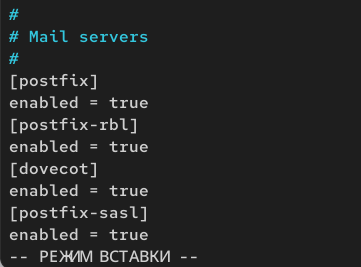 #
# Mail servers
#
[postfix]
enabled = true
[postfix-rbl]
enabled = true
[dovecot]
enabled = true
[postfix-sasl]
enabled = true
-- РЕЖИМ ВСТАВКИ --